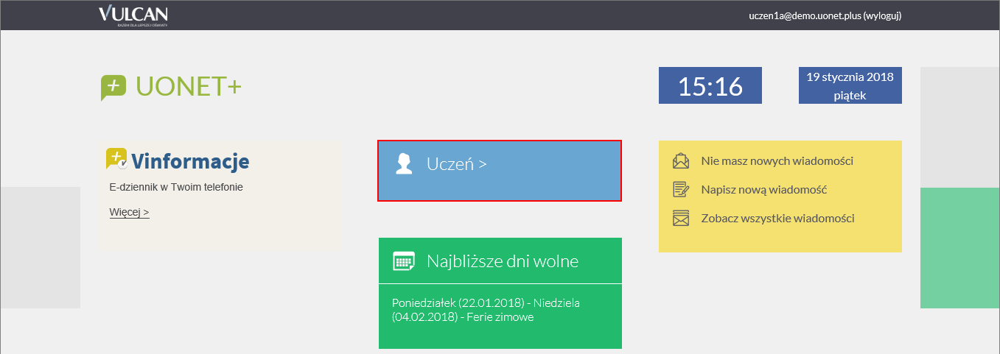 VULCAN
RAZEM DLA LEPSZEJ OŚWIATY
uczen1a@demo.uonet.plus (wyloguj)
UONET+
15:16
19 stycznia 2018
piątek
Vinformacje
E-dziennik w Twoim telefonie
Więcej >
Uczeń >
Najbliższe dni wolne
Poniedziałek (22.01.2018) - Niedziela
(04.02.2018) - Ferie zimowe
Nie masz nowych wiadomości
Napisz nową wiadomość
Zobacz wszystkie wiadomości